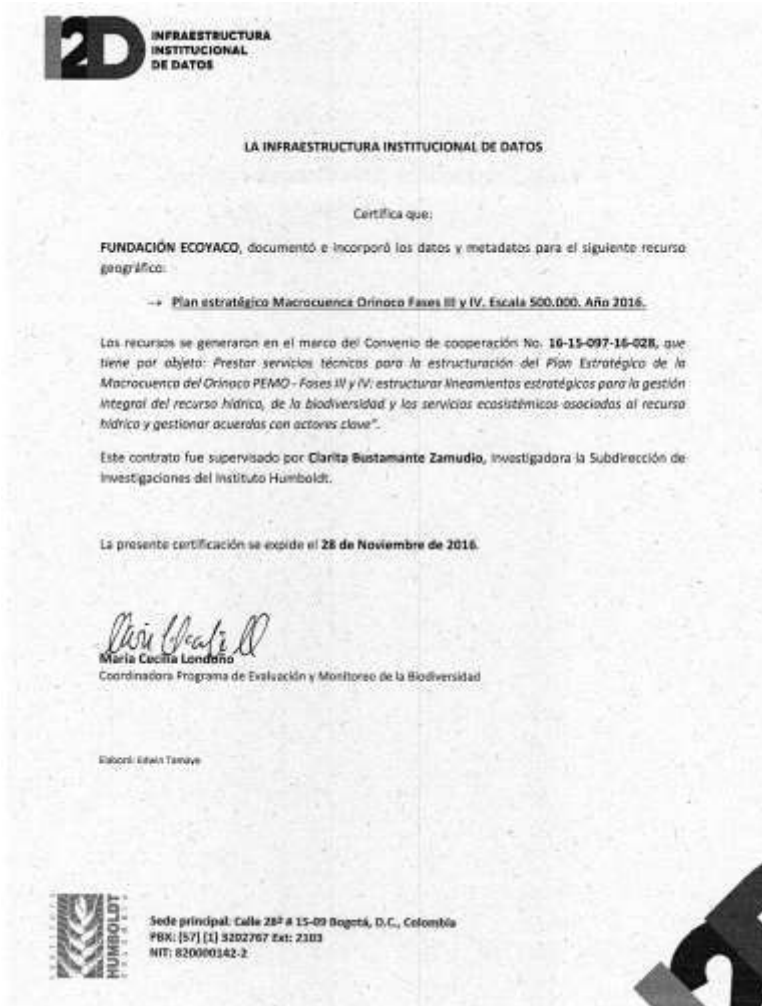 I2D
INFRAESTRUCTURA
INSTITUCIONAL
DE DATOS
LA INFRAESTRUCTURA INSTITUCIONAL DE DATOS
Certifica que:
FUNDACIÓN ECOYACO, documentó e incorporó los datos y metadatos para el siguiente recurso
geográfico:
→ Plan estratégico Macrocuenca Orinoco Fases III y IV. Escala 500.000. Año 2016.
Los recursos se generaron en el marco del Convenio de cooperación No. 16-15-097-16-028, que
tiene por objeto: Prestar servicios técnicos para la estructuración del Plan Estratégico de la
Macrocuenca del Orinoco PEMO - Fases III y IV: estructurar lineamientos estratégicos para la gestión
integral del recurso hídrico, de la biodiversidad y los servicios ecosistémicos asociados al recurso
hídrico y gestionar acuerdos con actores clave".
Este contrato fue supervisado por Clarita Bustamante Zamudio, investigadora la Subdirección de
Investigaciones del Instituto Humboldt.
La presente certificación se expide el 28 de Noviembre de 2016.
María Cecilia Londoño
Coordinadora Programa de Evaluación y Monitoreo de la Biodiversidad
Elaboró: Edwin Tamayo
INSTITUTO
HUMBOLDT
COLOMBIA
Sede principal: Calle 28ª # 15-09 Bogotá, D.C., Colombia
PBX: (57) (1) 3202767 Ext: 2103
NIT: 820000142-2